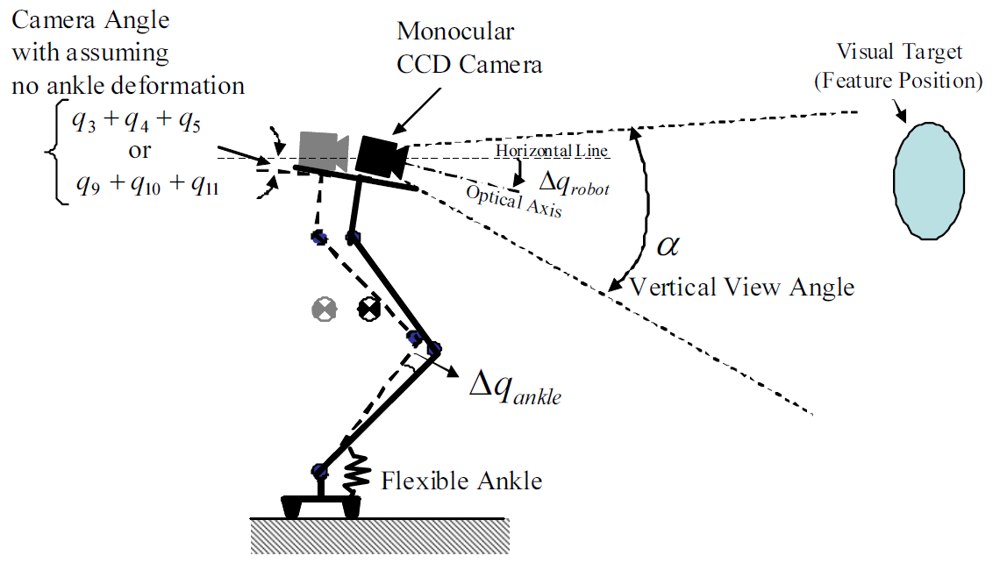 Camera Angle
with assuming
no ankle deformation
q3 + q4 + q5
or
q9 + q10 + q11
Monocular
CCD Camera
Visual Target
(Feature Position)
Horizontal Line
Δqrobot
Optical Axis
α
Vertical View Angle
Δqankle
Flexible Ankle